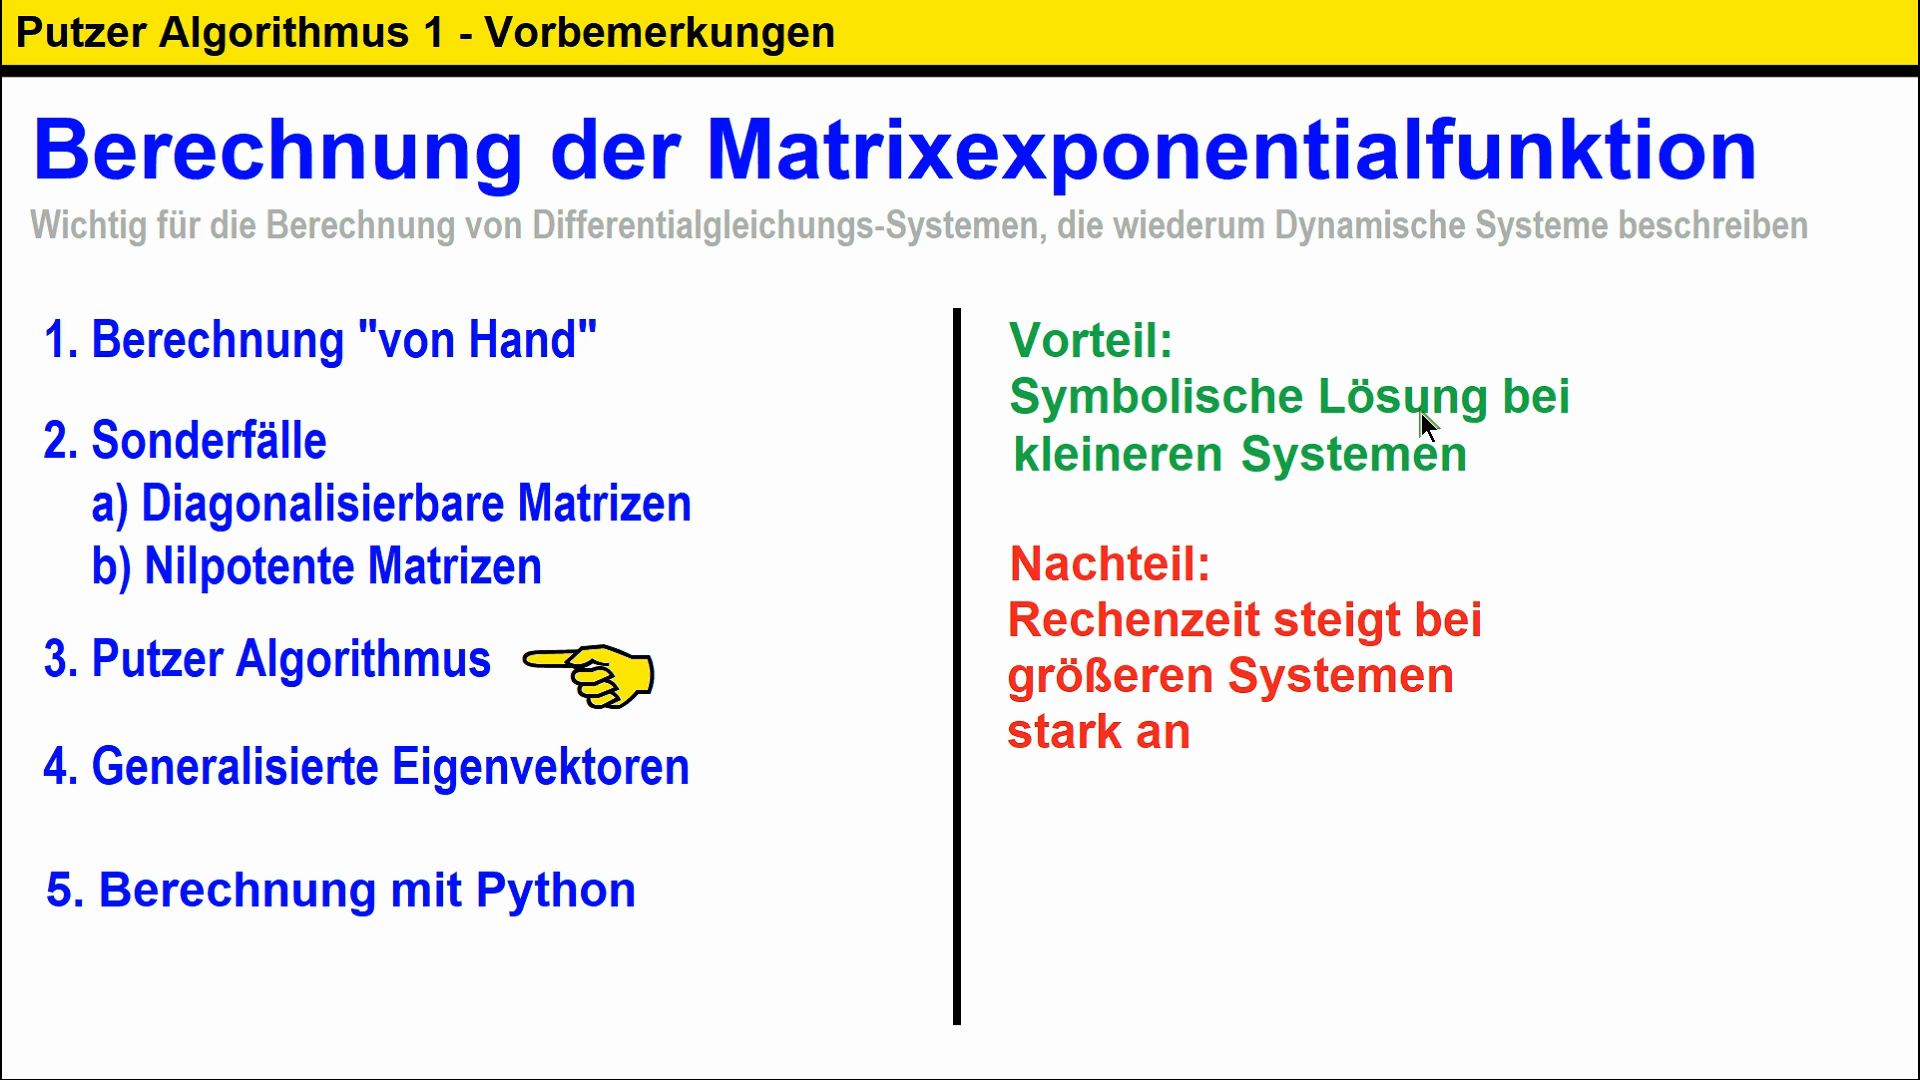 Putzer Algorithmus 1 - Vorbemerkungen
Berechnung der Matrixexponentialfunktion
Wichtig für die Berechnung von Differentialgleichungs-Systemen, die wiederum Dynamische Systeme beschreiben
1. Berechnung "von Hand"
2. Sonderfälle
a) Diagonalisierbare Matrizen
b) Nilpotente Matrizen
3. Putzer Algorithmus
4. Generalisierte Eigenvektoren
5. Berechnung mit Python
Vorteil:
Symbolische Lösung bei
kleineren Systemen
Nachteil:
Rechenzeit steigt bei
größeren Systemen
stark an